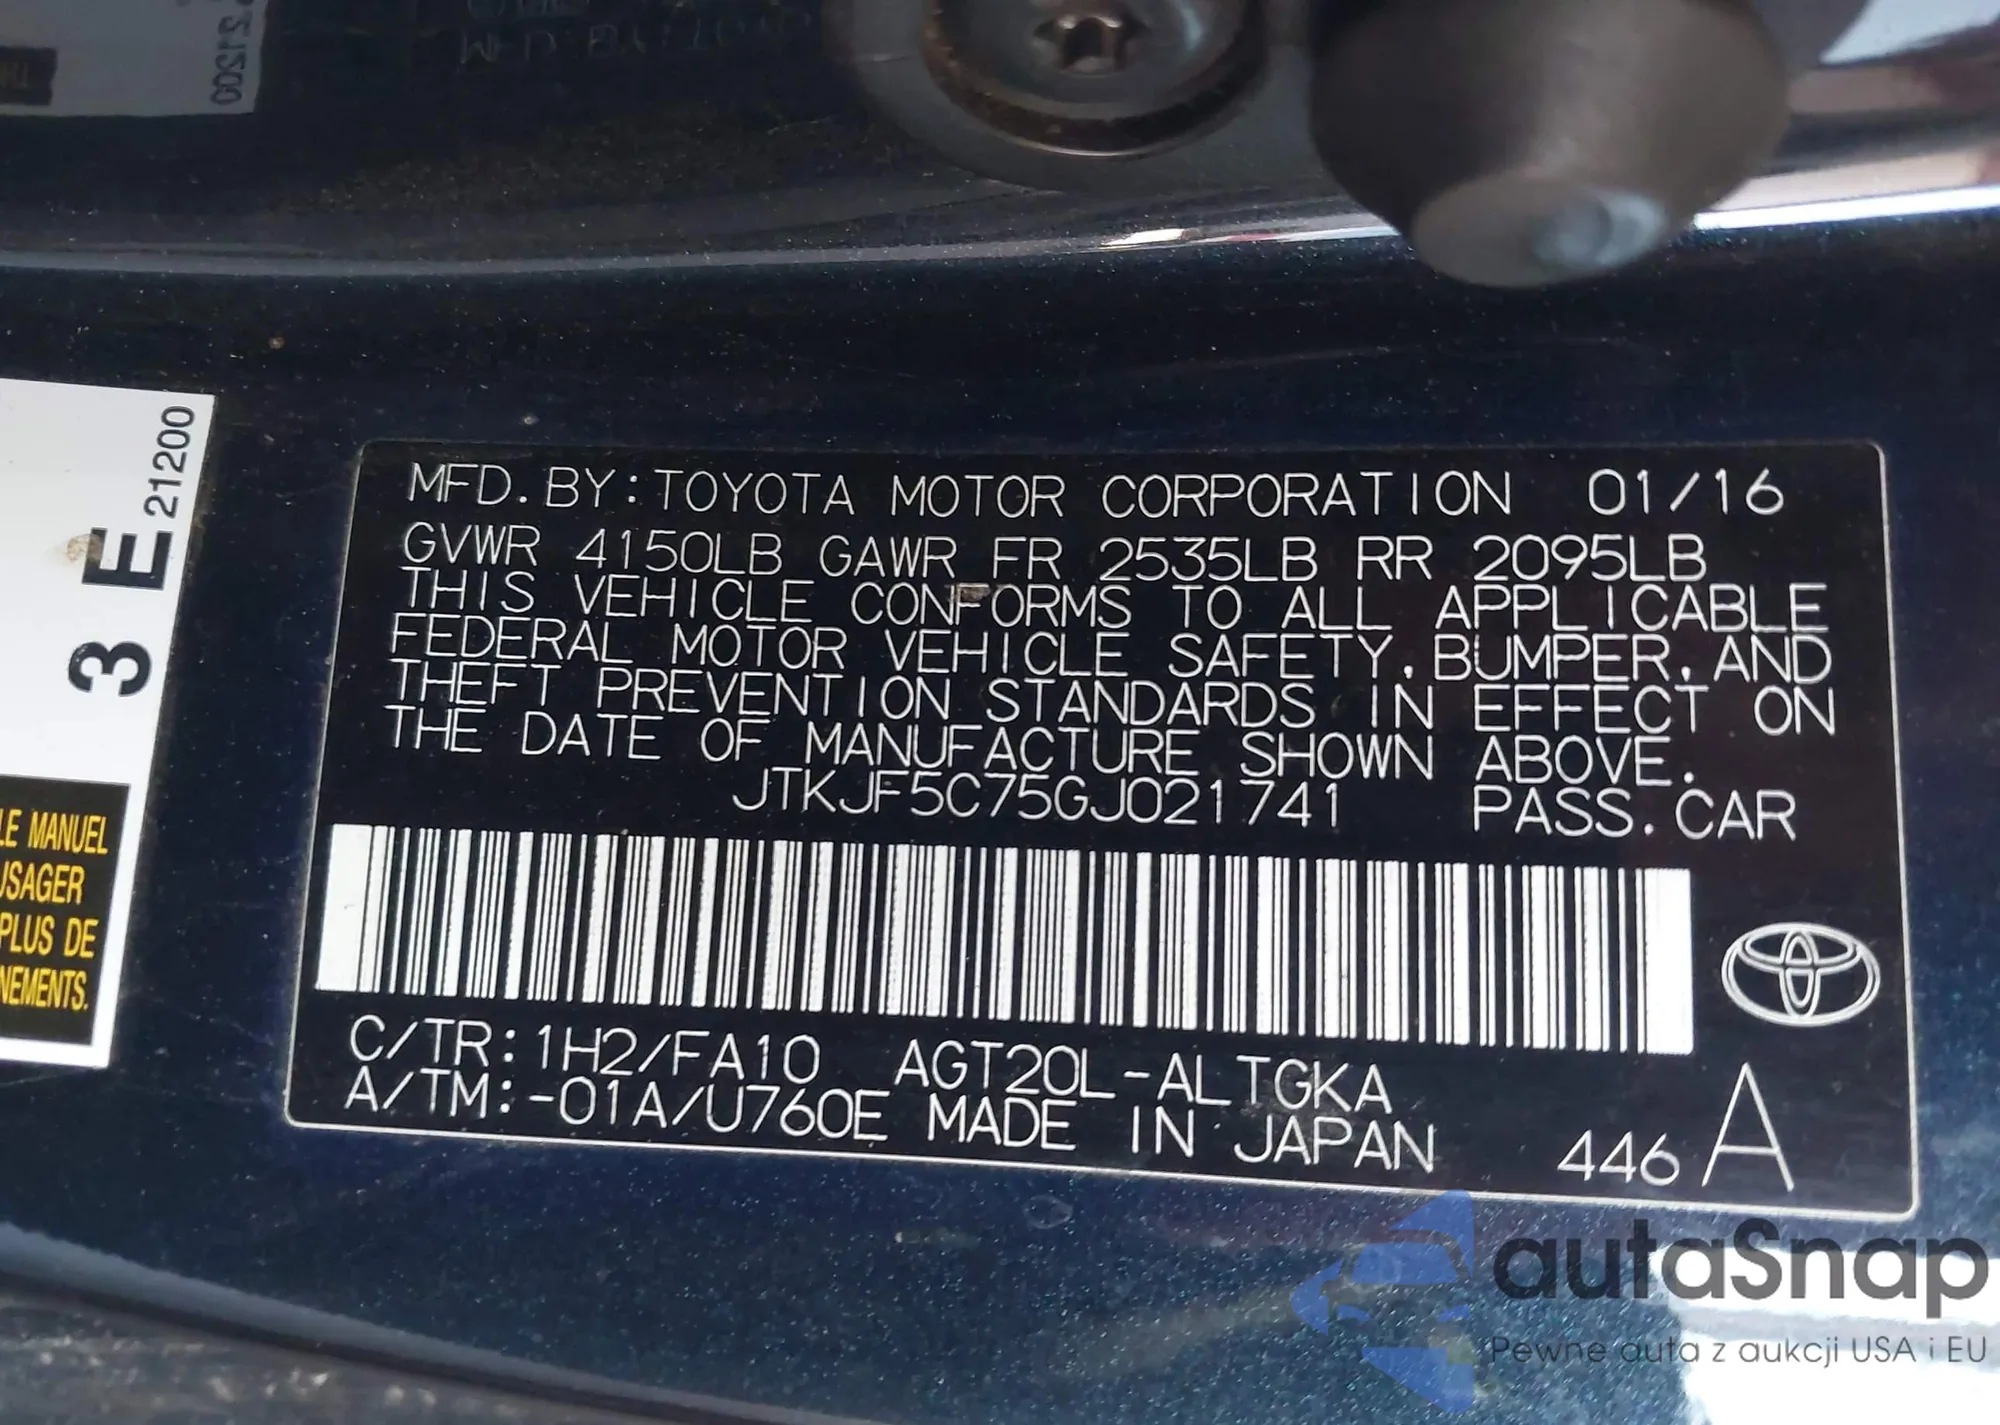 MFD. BY: TOYOTA MOTOR CORPORATION 01/16
GVWR 4150LB GAWR FR 2535LB RR 2095LB
THIS VEHICLE CONFORMS TO ALL APPLICABLE
FEDERAL MOTOR VEHICLE SAFETY, BUMPER, AND
THEFT PREVENTION STANDARDS IN EFFECT ON
THE DATE OF MANUFACTURE SHOWN ABOVE.
JTKJF5C75GJ021741 PASS. CAR
C/TR: 1H2/FA10 AGT20L-ALTGKA
A/TM: -01A/U760E MADE IN JAPAN 446 A
3 E 21200
LE MANUEL
USAGER
PLUS DE
NEMENTS.
autaSnap
Pewne auta z aukcji USA i EU